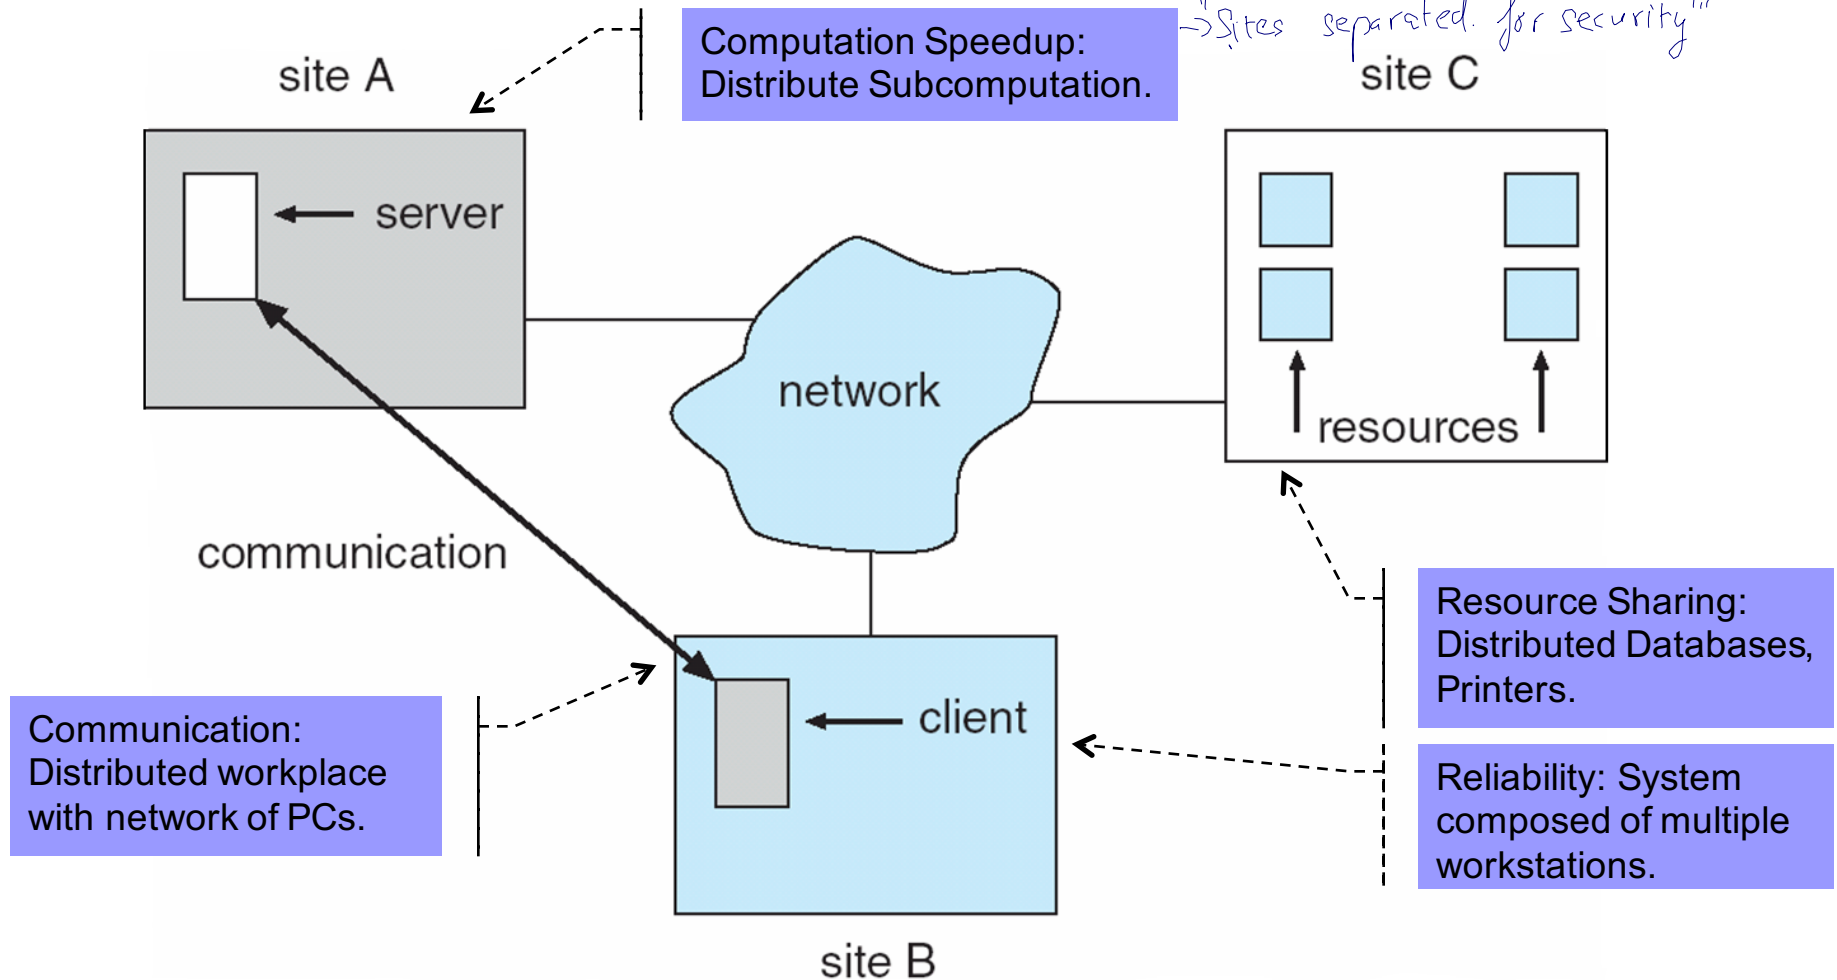 →"Sites separated. for security"
Computation Speedup:
Distribute Subcomputation.
site A
site C
server
network
resources
communication
Resource Sharing:
Distributed Databases,
Printers.
client
Communication:
Distributed workplace
with network of PCs.
Reliability: System
composed of multiple
workstations.
site B